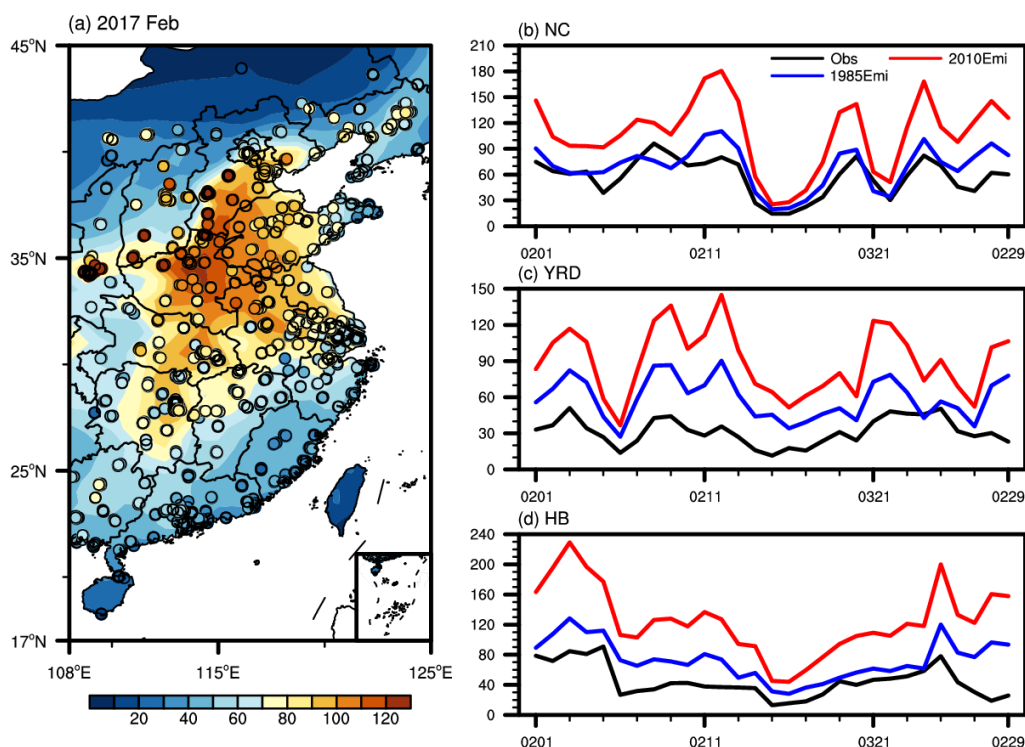 (a) 2017 Feb
45°N
35°N
25°N
17°N
108°E 115°E 125°E
20 40 60 80 100 120
(b) NC
210
180
150
120
90
60
30
0
Obs 2010Emi
1985Emi
0201 0211 0321 0229
(c) YRD
150
120
90
60
30
0
0201 0211 0321 0229
(d) HB
240
200
160
120
80
40
0
0201 0211 0321 0229